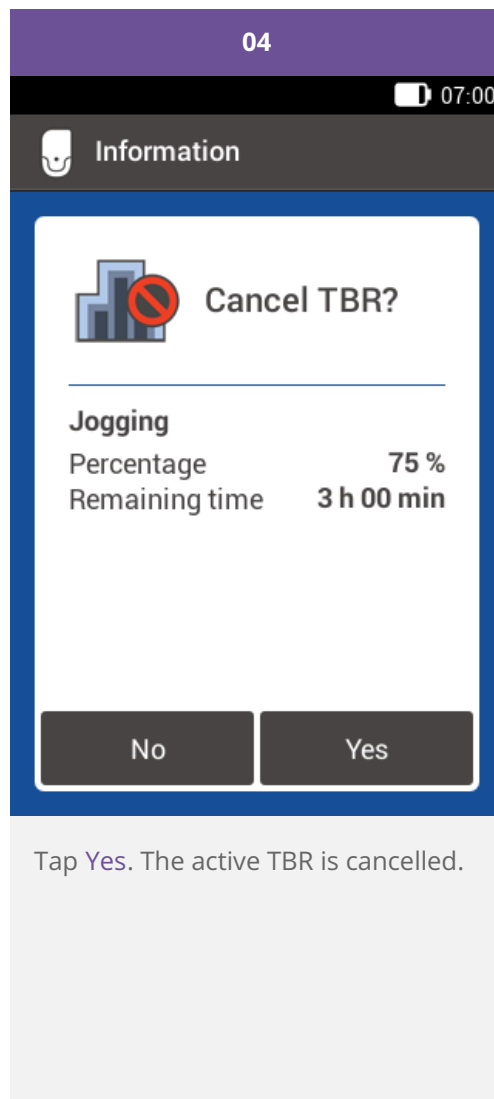 04
07:00
Information
Cancel TBR?
Jogging
Percentage 75 %
Remaining time 3 h 00 min
No Yes
Tap Yes. The active TBR is cancelled.